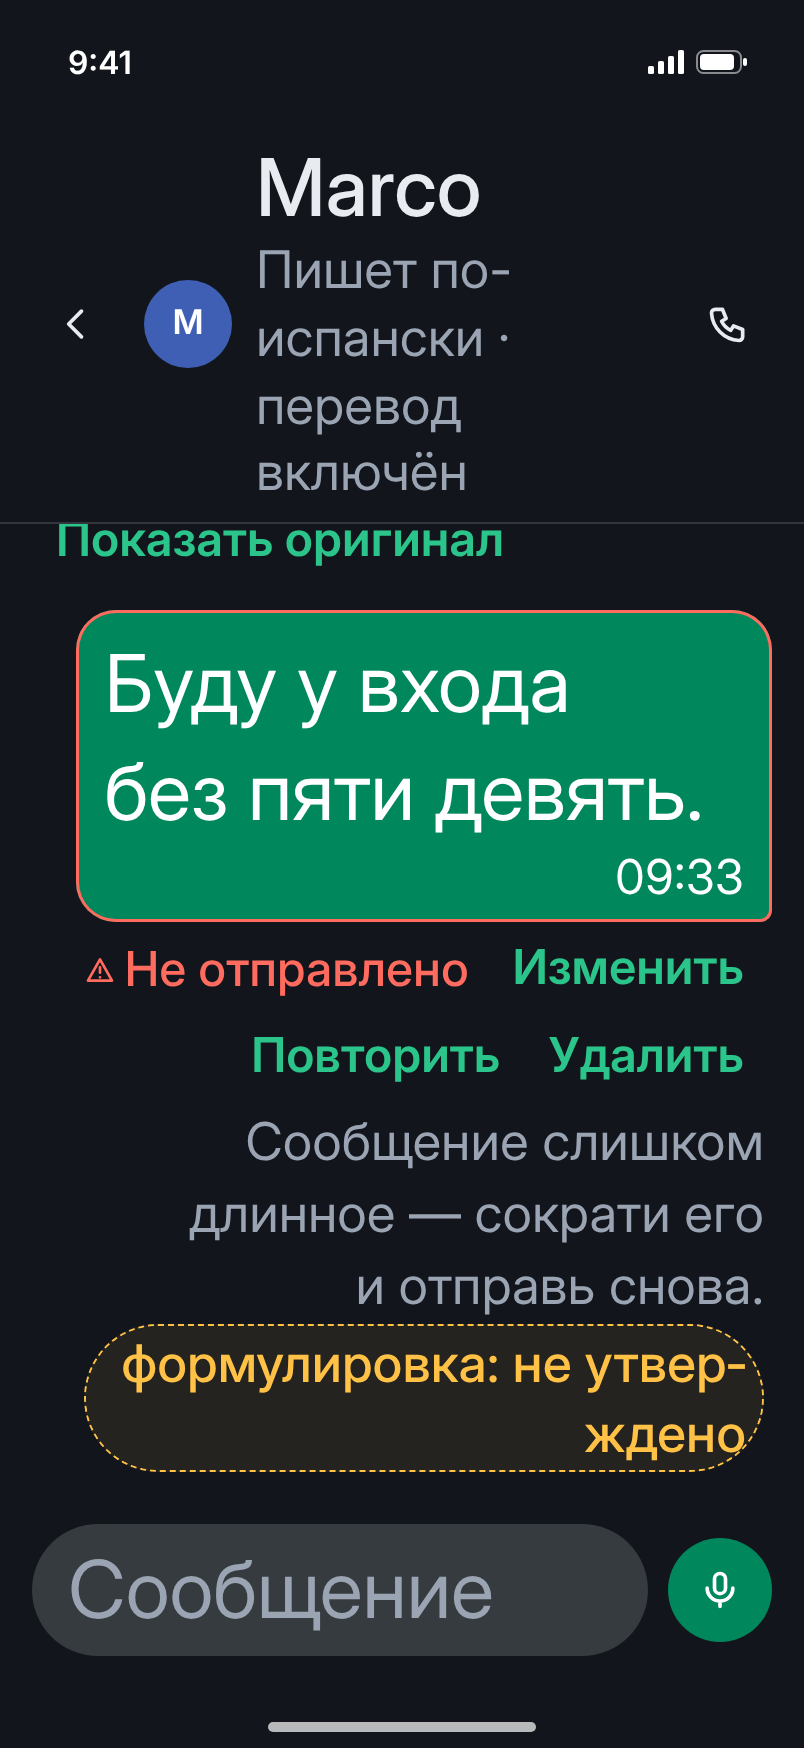 9:41
Marco
Пишет по-
испански ·
перевод
включён
M
Показать оригинал
Буду у входа
без пяти девять.
09:33
Не отправлено Изменить
Повторить Удалить
Сообщение слишком
длинное — сократи его
и отправь снова.
формулировка: не утвер-
ждено
Сообщение